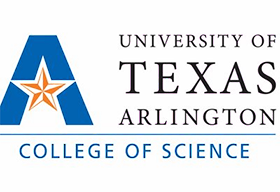 UNIVERSITY OF
TEXAS
ARLINGTON
COLLEGE OF SCIENCE